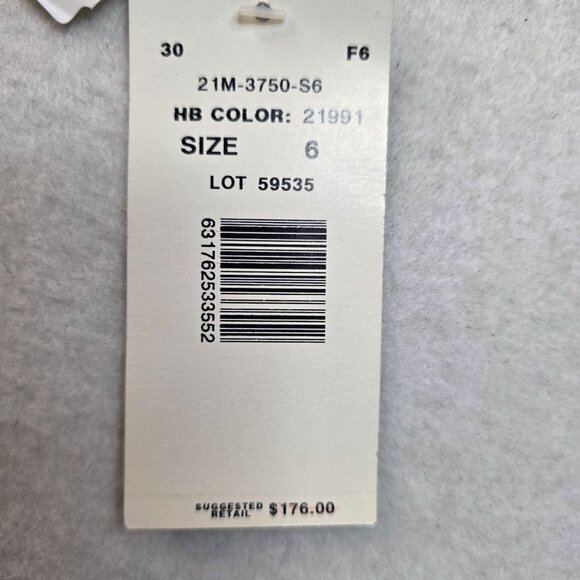 30 F6
21M-3750-S6
HB COLOR: 21991
SIZE 6
LOT 59535
631762533552
SUGGESTED RETAIL $176.00